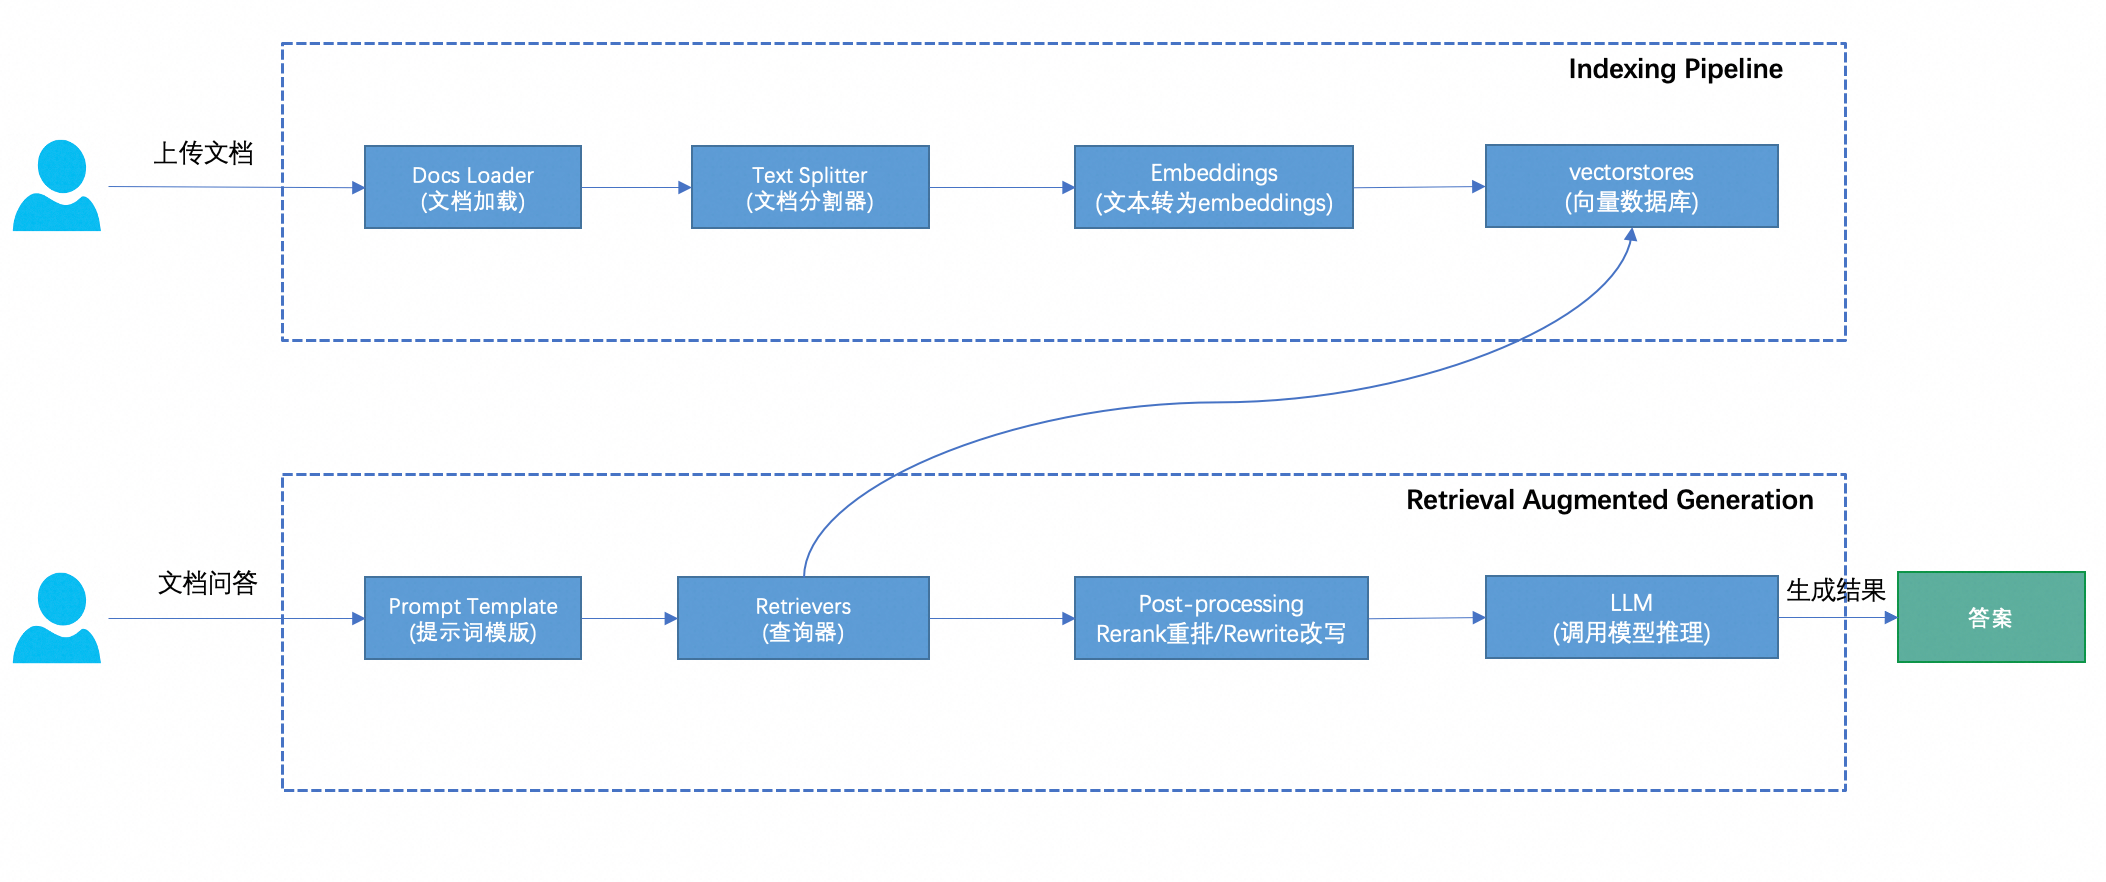 Indexing Pipeline
上传文档
Docs Loader
(文档加载)
Text Splitter
(文档分割器)
Embeddings
(文本转为embeddings)
vectorstores
(向量数据库)
Retrieval Augmented Generation
文档问答
Prompt Template
(提示词模版)
Retrievers
(查询器)
Post-processing
Rerank重排/Rewrite改写
LLM
(调用模型推理)
生成结果
答案